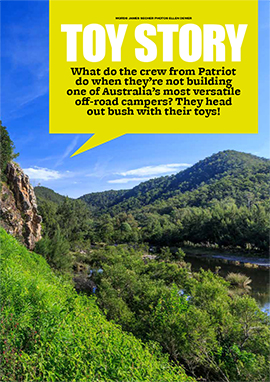 WORDS JAMES SECHER PHOTOS ELLEN DEWAR
TOY STORY
What do the crew from Patriot
do when they're not building
one of Australia's most versatile
off-road campers? They head
out bush with their toys!